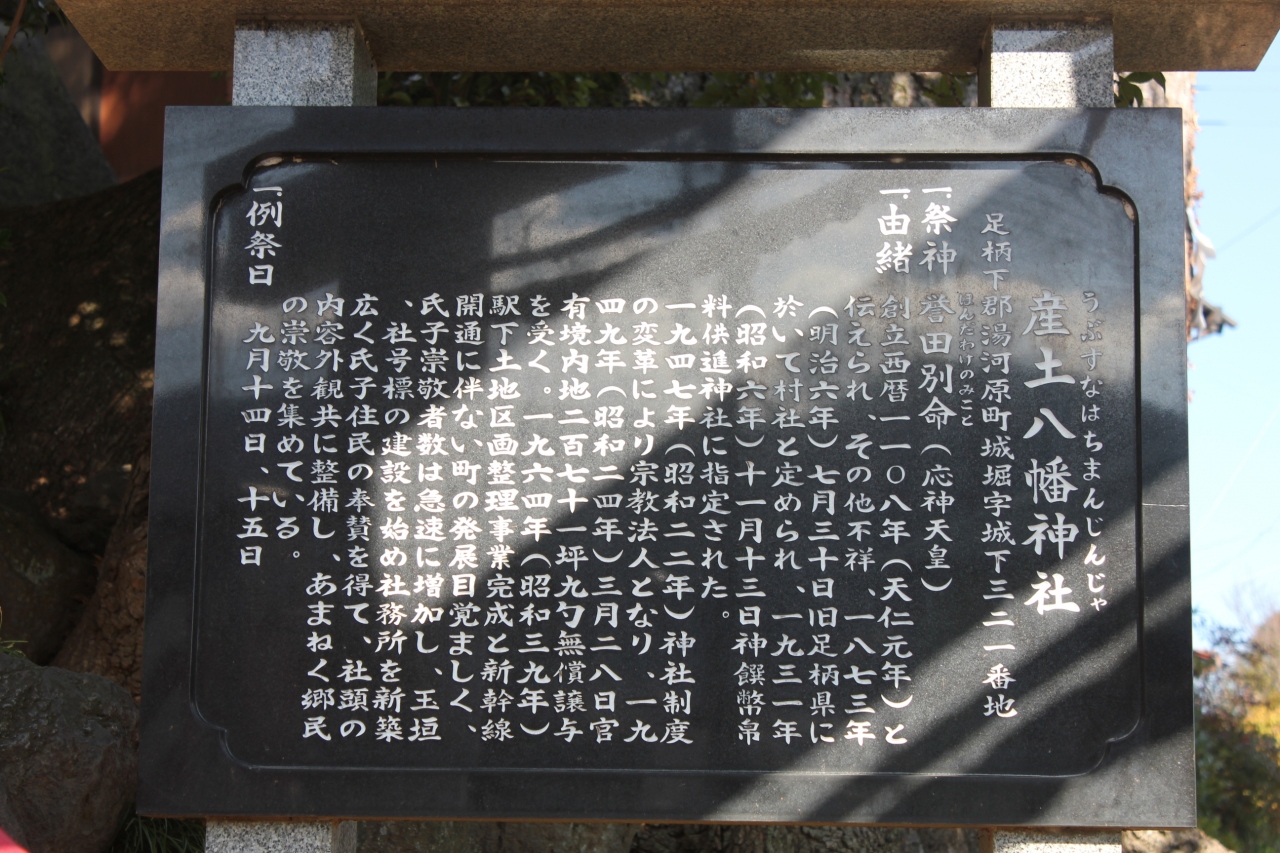 うぶすなはちまんじんじゃ
産土八幡神社
足柄下郡湯河原町城堀字城下三二一番地
一.祭神 誉田別命(応神天皇)
ほんだわけのみこと
一.由緒 創立西暦一一〇八年(天仁元年)と
伝えられ、その他不祥、一八七三年
(明治六年)七月三十日旧足柄県に
於いて村社と定められ、一九三一年
(昭和六年)十一月十三日神饌幣帛
料供進神社に指定された。
一九四七年(昭和二二年)神社制度
の変革により宗教法人となり、一九
四九年(昭和二四年)三月二八日官
有境内地二百七十一坪九勺無償譲与
を受く。一九六四年(昭和三九年)
駅下土地区画整理事業完成と新幹線
開通に伴ない町の発展目覚ましく、
氏子崇敬者数は急速に増加し、玉垣
、社号標の建設を始め社務所を新築
広く氏子住民の奉賛を得て、社頭の
内容外観共に整備し、あまねく郷民
の崇敬を集めている。
一.例祭日 九月十四日、十五日